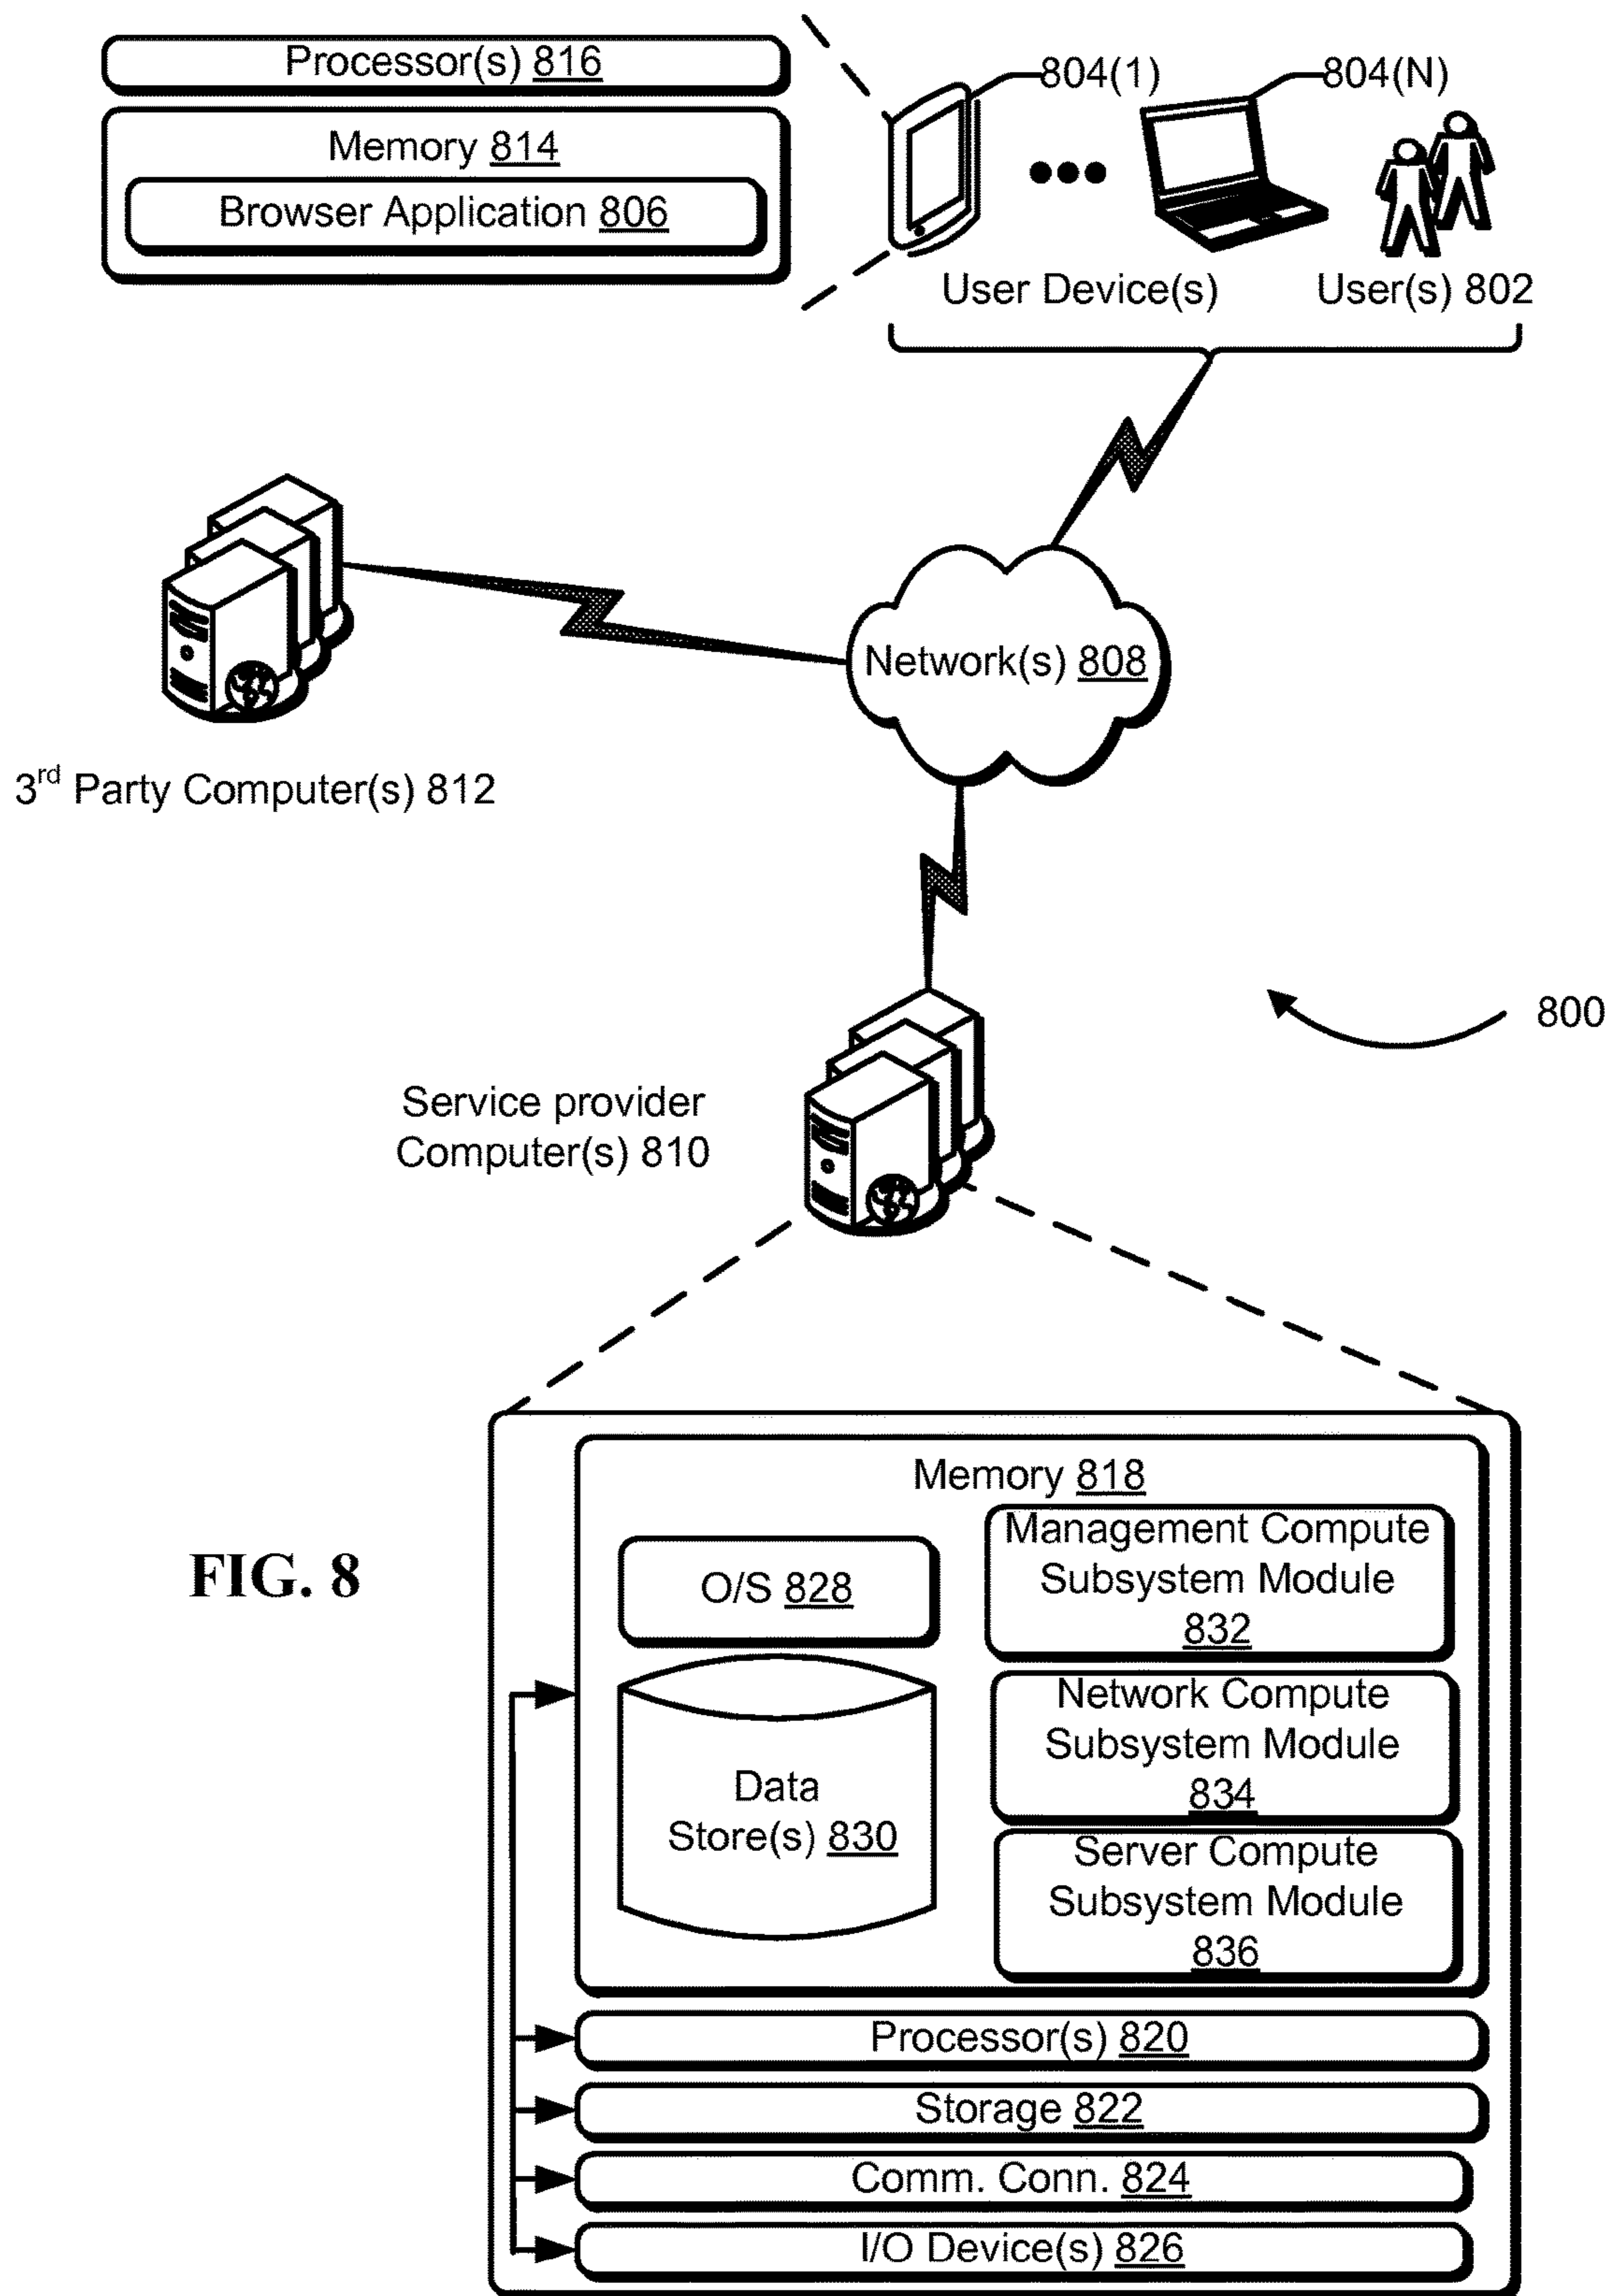 Processor(s) 816
Memory 814
Browser Application 806
804(1)
804(N)
User Device(s)
User(s) 802
Network(s) 808
3rd Party Computer(s) 812
800
Service provider
Computer(s) 810
FIG. 8
Memory 818
O/S 828
Data
Store(s) 830
Management Compute
Subsystem Module
832
Network Compute
Subsystem Module
834
Server Compute
Subsystem Module
836
Processor(s) 820
Storage 822
Comm. Conn. 824
I/O Device(s) 826